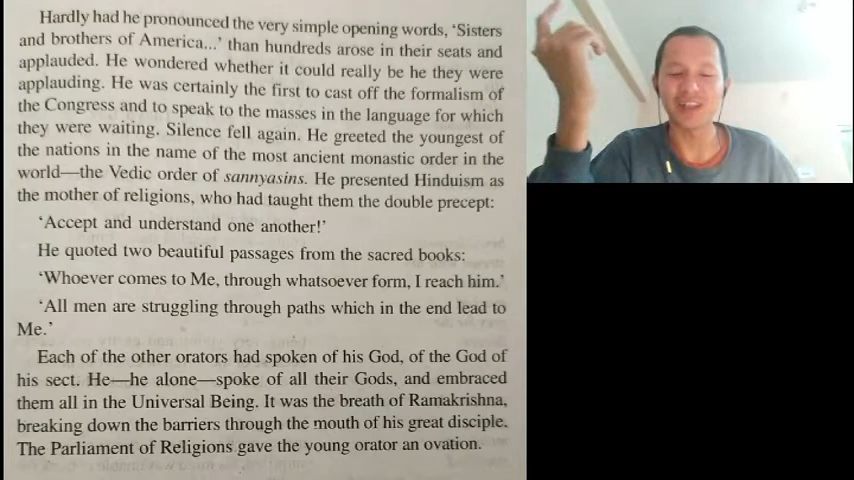 Hardly had he pronounced the very simple opening words, ‘Sisters
and brothers of America...’ than hundreds arose in their seats and
applauded. He wondered whether it could really be he they were
applauding. He was certainly the first to cast off the formalism of
the Congress and to speak to the masses in the language for which
they were waiting. Silence fell again. He greeted the youngest of
the nations in the name of the most ancient monastic order in the
world—the Vedic order of sannyasins. He presented Hinduism as
the mother of religions, who had taught them the double precept:
‘Accept and understand one another!’
He quoted two beautiful passages from the sacred books:
‘Whoever comes to Me, through whatsoever form, I reach him.’
‘All men are struggling through paths which in the end lead to
Me.’
Each of the other orators had spoken of his God, of the God of
his sect. He—he alone—spoke of all their Gods, and embraced
them all in the Universal Being. It was the breath of Ramakrishna,
breaking down the barriers through the mouth of his great disciple.
The Parliament of Religions gave the young orator an ovation.